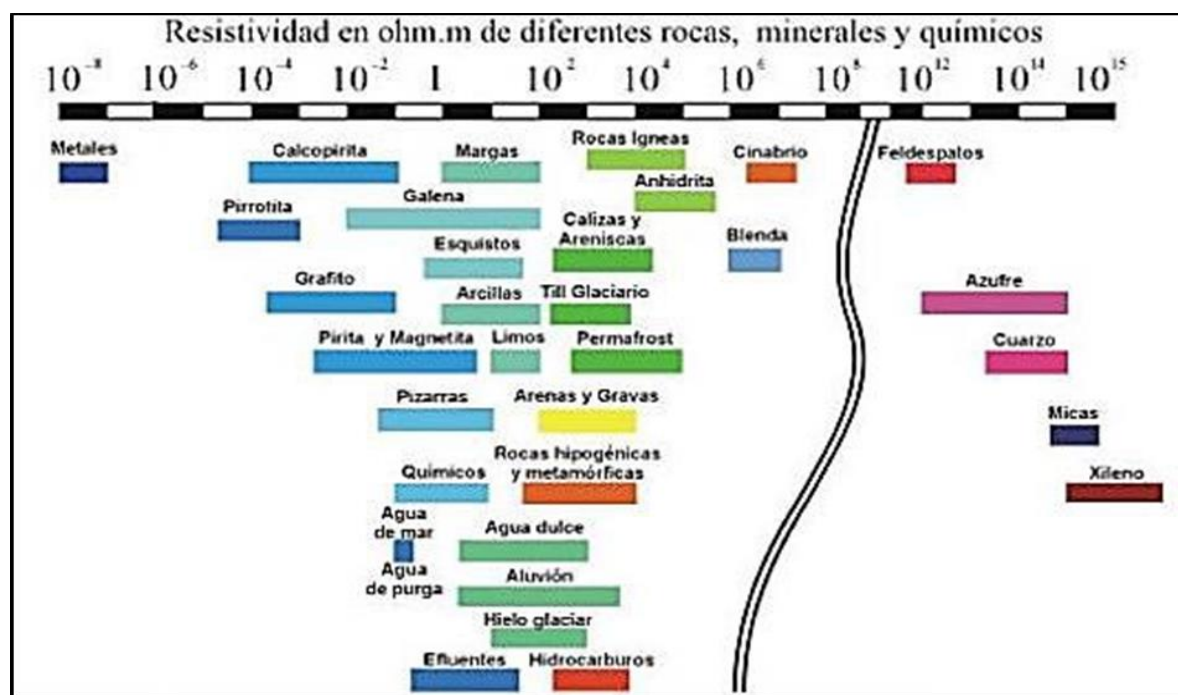 Resistividad en ohm.m de diferentes rocas, minerales y químicos
10⁻⁸ 10⁻⁶ 10⁻⁴ 10⁻² 1 10² 10⁴ 10⁶ 10⁸ 10¹² 10¹⁴ 10¹⁵
Metales Calcopirita Margas Rocas Igneas Cinabrio Feldespatos
Anhidrita
Pirrotita Galena
Calizas y
Areniscas
Blenda
Esquistos
Grafito Arcillas Till Glaciario Azufre
Pirita y Magnetita Limos Permafrost Cuarzo
Pizarras Arenas y Gravas Micas
Rocas hipogénicas
y metamórficas
Químicos Xileno
Agua
de mar
Agua dulce
Agua
de purga
Aluvión
Hielo glaciar
Efluentes Hidrocarburos